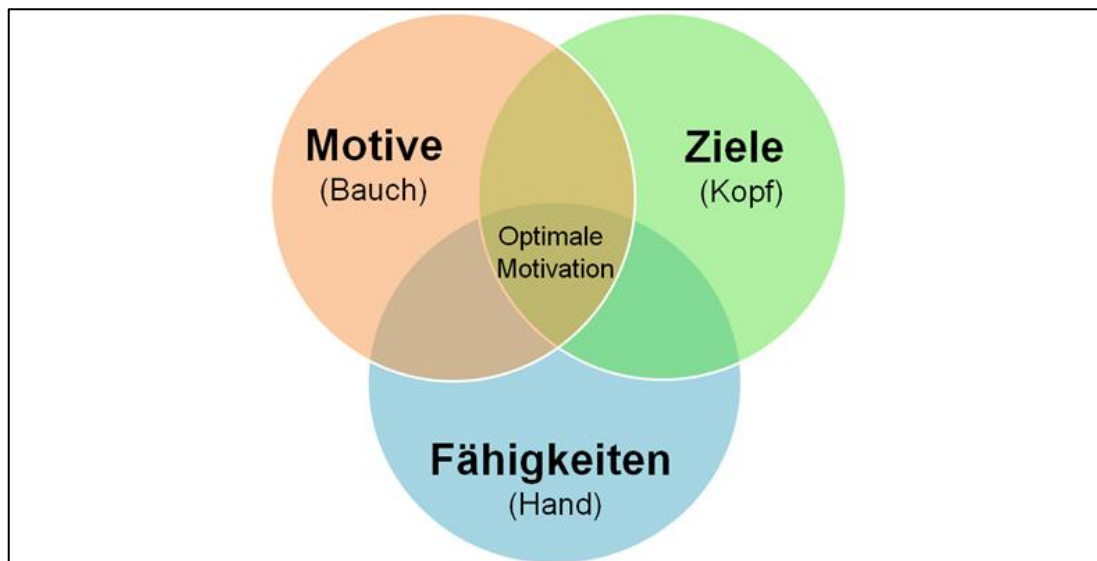 Motive
(Bauch)
Ziele
(Kopf)
Optimale
Motivation
Fähigkeiten
(Hand)